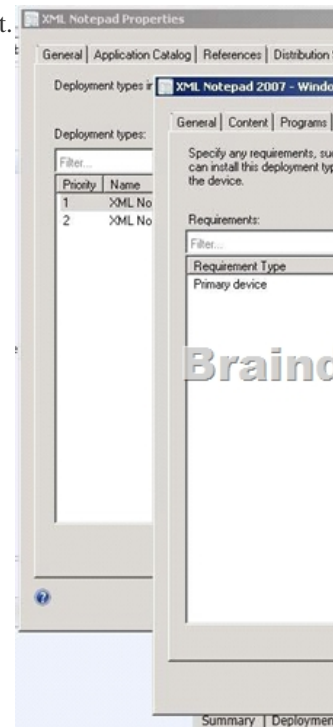 t.
XML Notepad Properties
General Application Catalog References Distribution
Deployment types in
XML Notepad 2007 - Windo
General Content Programs
Specify any requirements, suc
can install this deployment typ
the device.
Deployment types:
Filter...
Priority Name
1 XML No
2 XML No
Requirements:
Filter...
Requirement Type
Primary device
Braind
Summary Deploymen